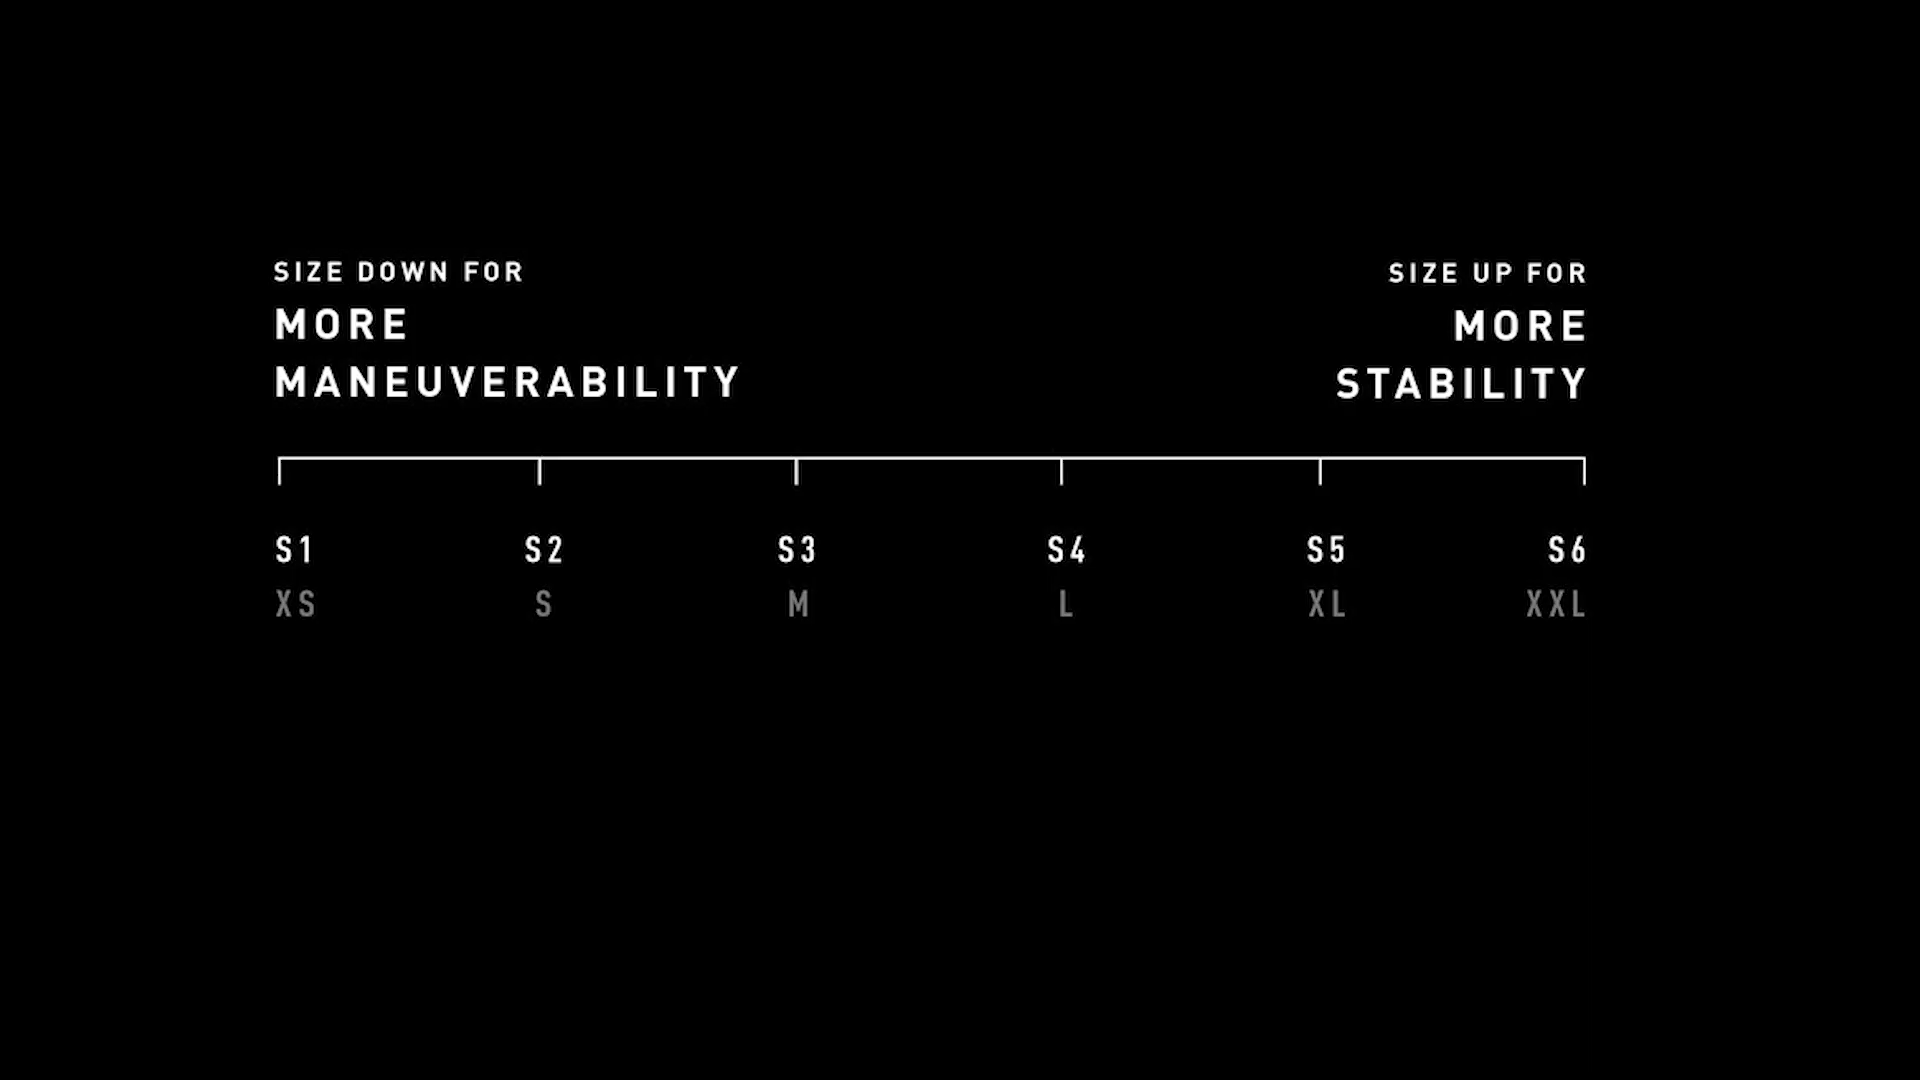 SIZE DOWN FOR
MORE
MANEUVERABILITY
SIZE UP FOR
MORE
STABILITY
S1 S2 S3 S4 S5 S6
XS S M L XL XXL